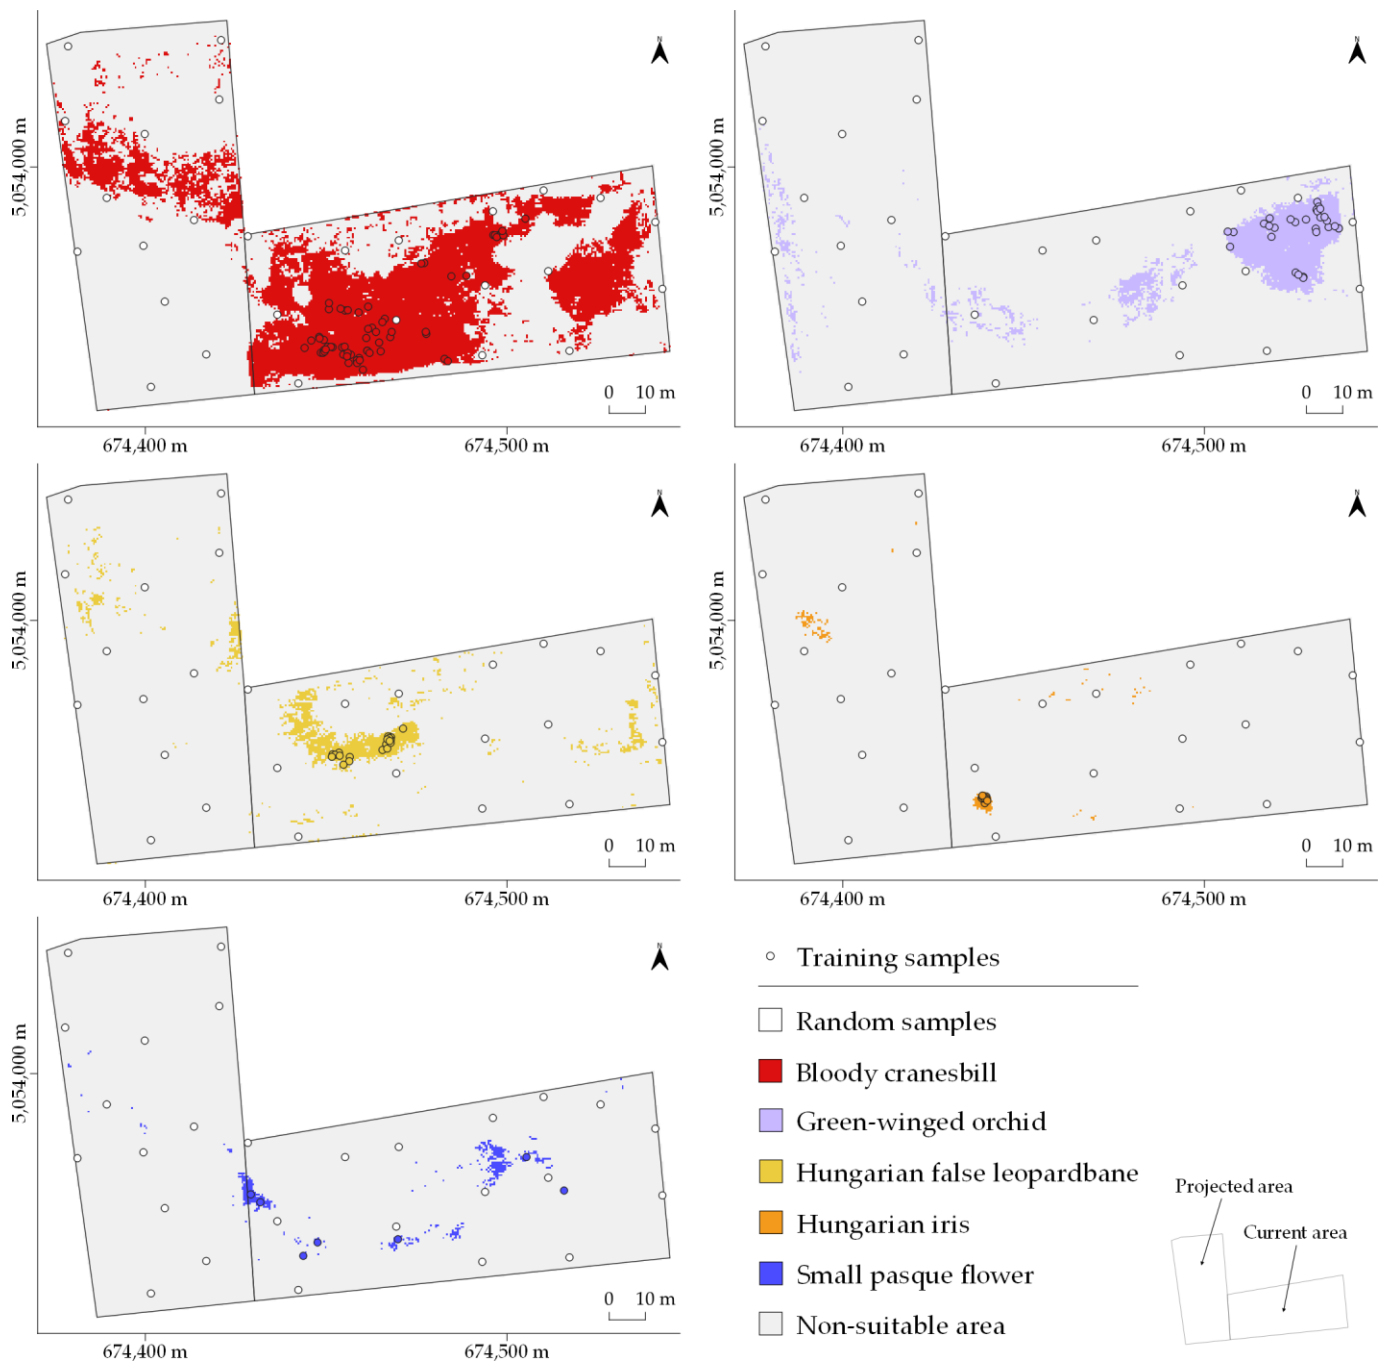 N
5,054,000 m
0 10 m
674,400 m 674,500 m
N
5,054,000 m
0 10 m
674,400 m 674,500 m
N
5,054,000 m
0 10 m
674,400 m 674,500 m
N
5,054,000 m
0 10 m
674,400 m 674,500 m
N
5,054,000 m
0 10 m
674,400 m 674,500 m
Training samples
Random samples
Bloody cranesbill
Green-winged orchid
Hungarian false leopardbane
Hungarian iris
Small pasque flower
Non-suitable area
Projected area
Current area